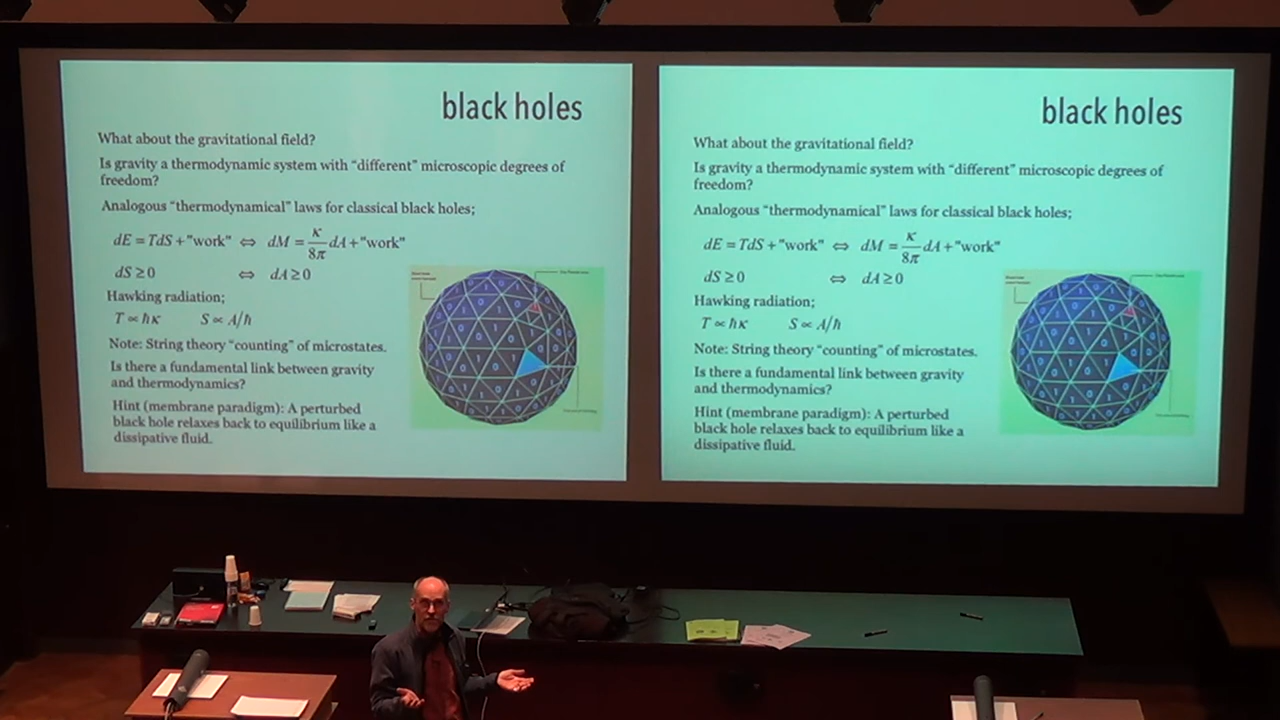 black holes
What about the gravitational field?
Is gravity a thermodynamic system with “different” microscopic degrees of
freedom?
Analogous “thermodynamical” laws for classical black holes;
dE = TdS + "work" ⇔ dM = κ/8π dA + "work"
dS ≥ 0 ⇔ dA ≥ 0
Hawking radiation;
T ∝ ħκ S ∝ A/ħ
Note: String theory “counting” of microstates.
Is there a fundamental link between gravity
and thermodynamics?
Hint (membrane paradigm): A perturbed
black hole relaxes back to equilibrium like a
dissipative fluid.
black holes
What about the gravitational field?
Is gravity a thermodynamic system with “different” microscopic degrees of
freedom?
Analogous “thermodynamical” laws for classical black holes;
dE = TdS + "work" ⇔ dM = κ/8π dA + "work"
dS ≥ 0 ⇔ dA ≥ 0
Hawking radiation;
T ∝ ħκ S ∝ A/ħ
Note: String theory “counting” of microstates.
Is there a fundamental link between gravity
and thermodynamics?
Hint (membrane paradigm): A perturbed
black hole relaxes back to equilibrium like a
dissipative fluid.